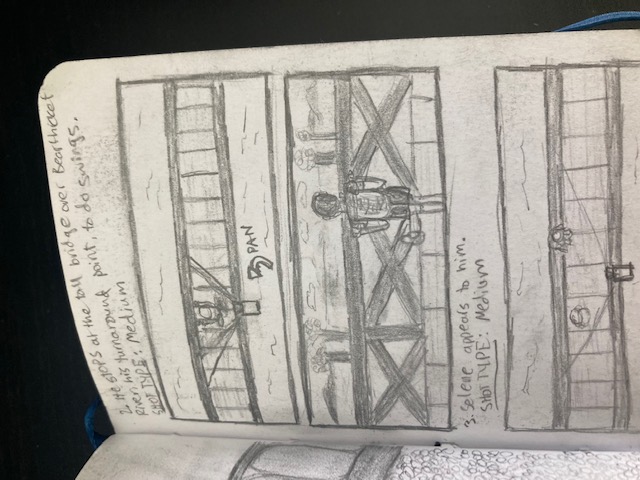 2. He STOPS at the tall bridge over Bearthicket
River, his turnaround point, to do swings.
SHOT TYPE: Medium
PAN
3. Selene appears to him.
SHOT TYPE: Medium